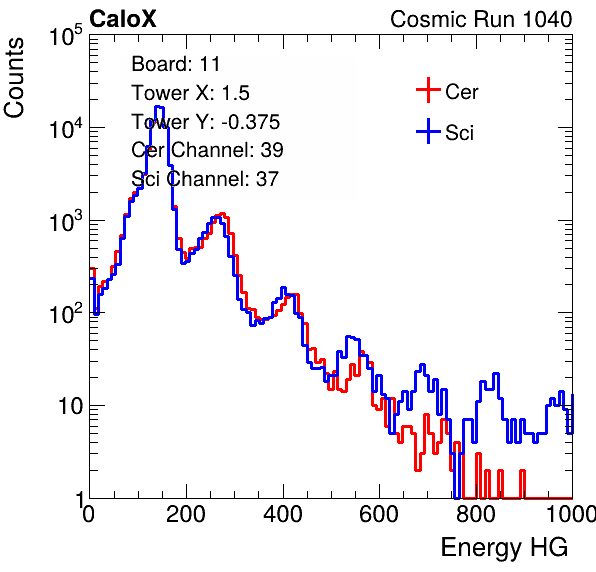 CaloX Cosmic Run 1040
Counts
Board: 11
Tower X: 1.5
Tower Y: -0.375
Cer Channel: 39
Sci Channel: 37
Cer
Sci
10^5
10^4
10^3
10^2
10
1
0 200 400 600 800 1000
Energy HG